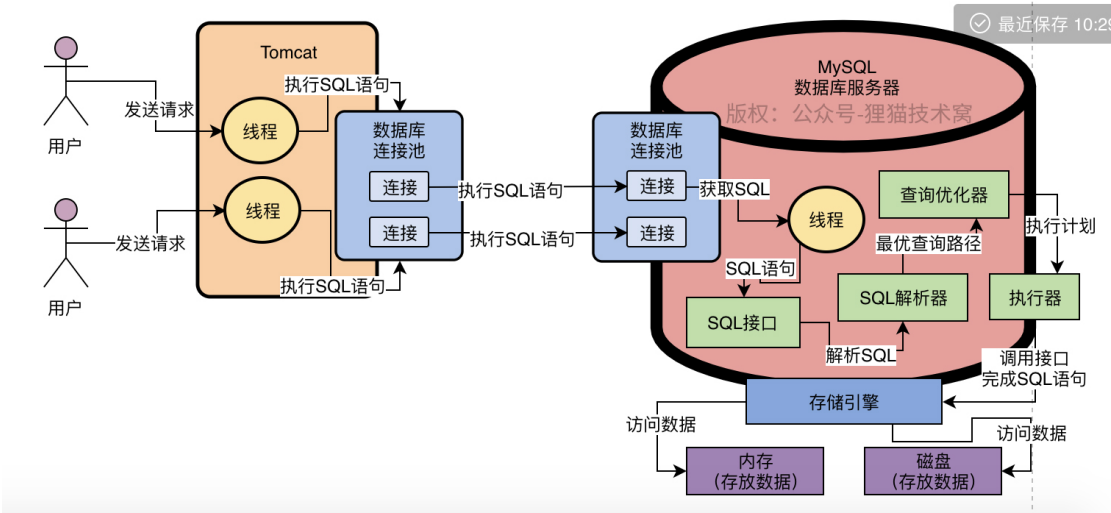 最近保存 10:29
Tomcat
MySQL
数据库服务器
版权：公众号-狸猫技术窝
用户
发送请求
线程
执行SQL语句
数据库
连接池
连接
执行SQL语句
数据库
连接池
连接
获取SQL
线程
查询优化器
执行计划
用户
发送请求
线程
执行SQL语句
连接
执行SQL语句
连接
最优查询路径
SQL语句
SQL接口
解析SQL
SQL解析器
执行器
调用接口
完成SQL语句
存储引擎
访问数据
访问数据
内存
（存放数据）
磁盘
（存放数据）